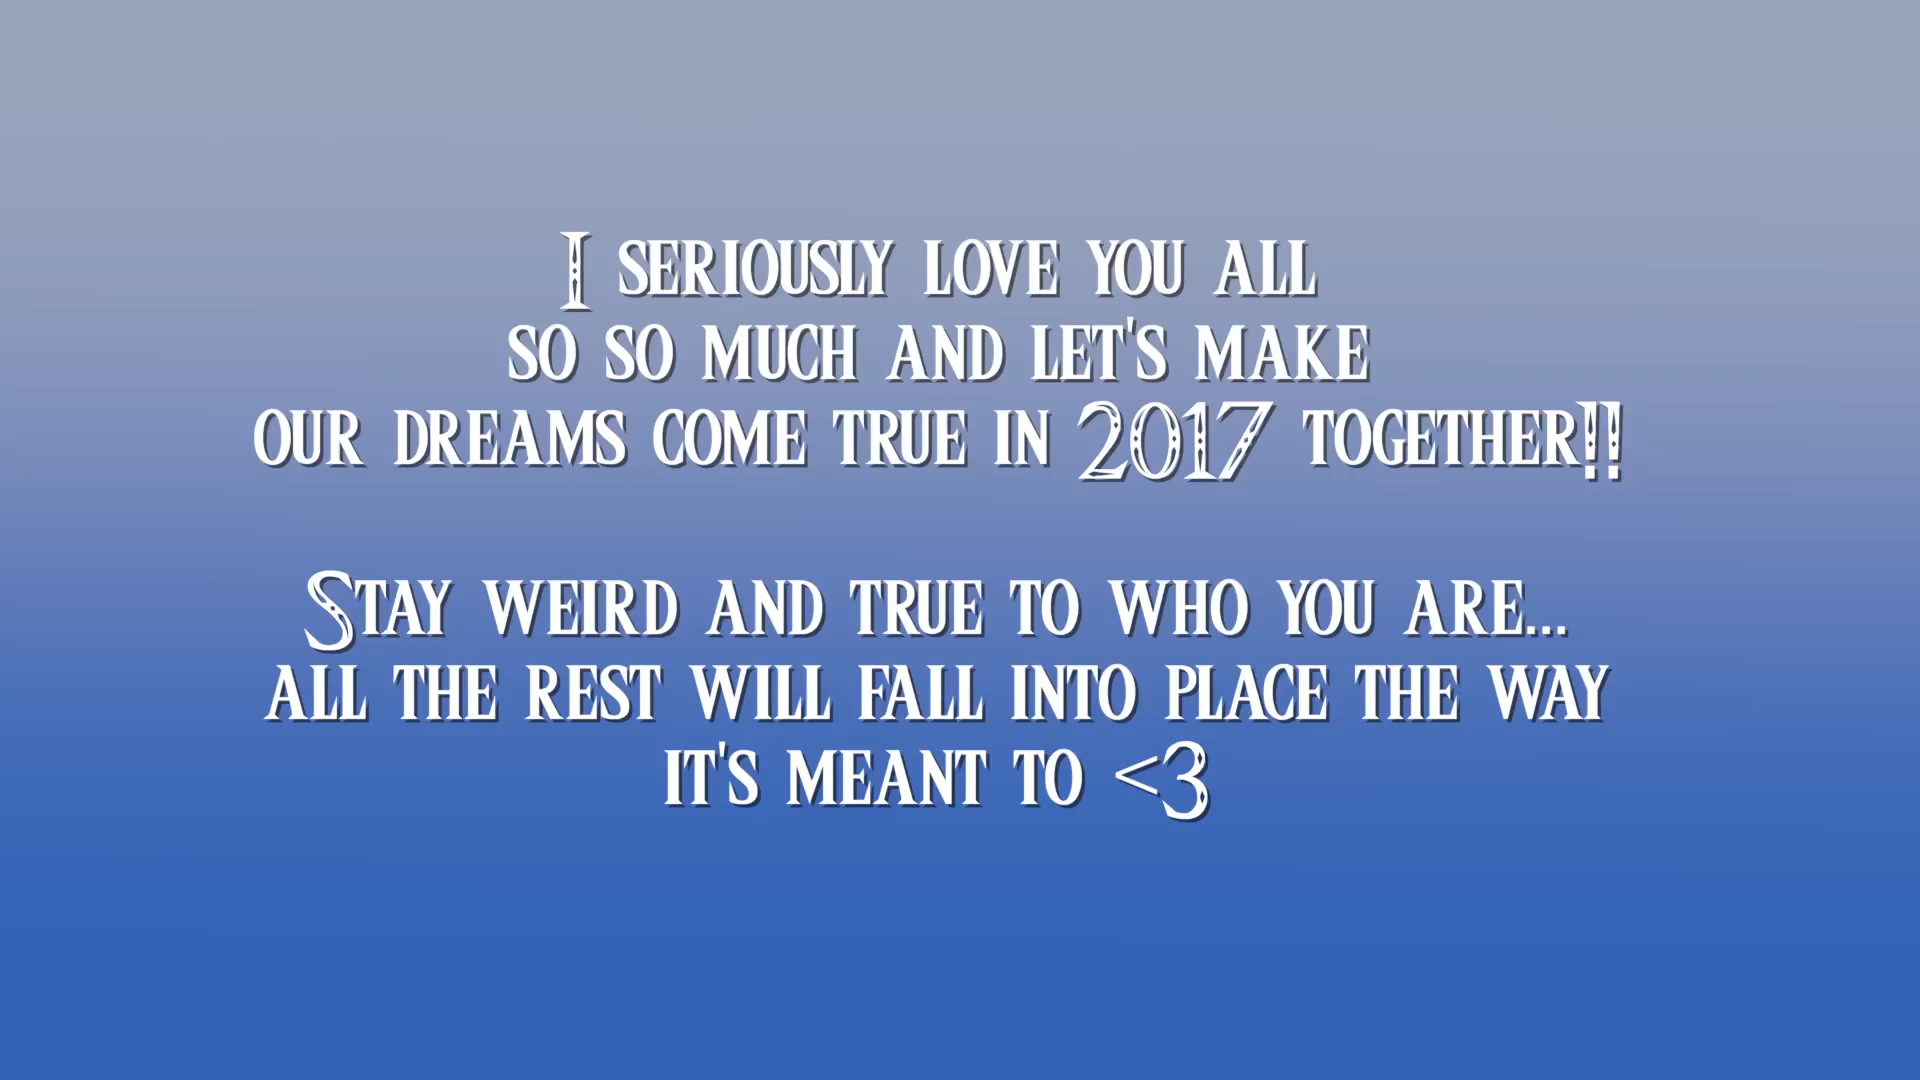 I seriously love you all
so so much and let's make
our dreams come true in 2017 together!!
Stay weird and true to who you are...
all the rest will fall into place the way
it's meant to <3